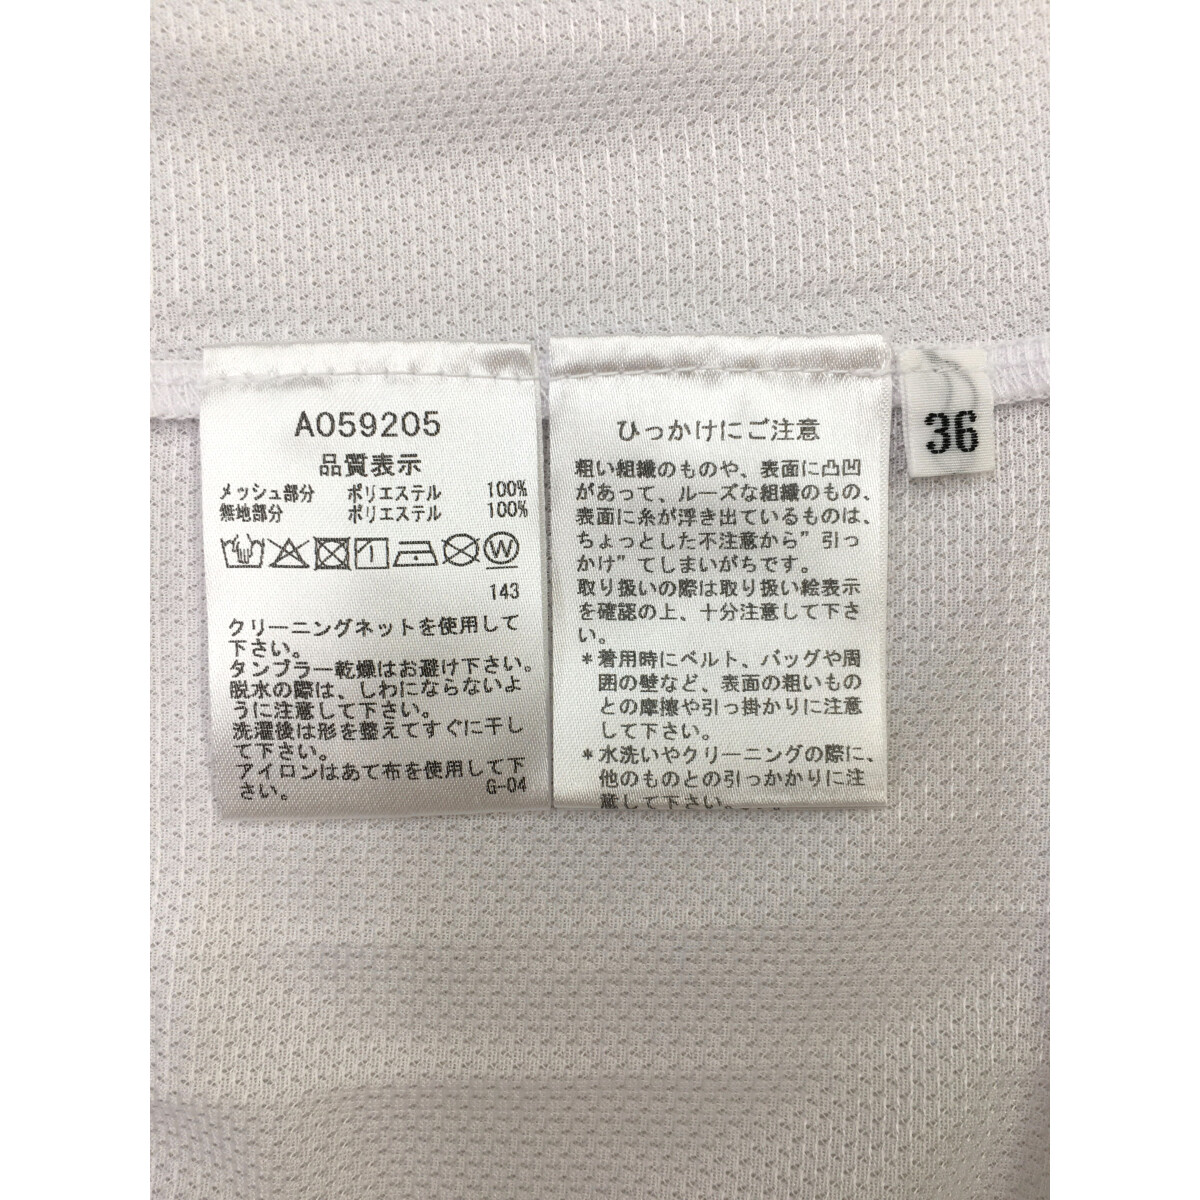 A059205
品質表示
メッシュ部分 ポリエステル 100%
無地部分 ポリエステル 100%
143
クリーニングネットを使用して
下さい。
タンブラー乾燥はお避け下さい。
脱水の際は、しわにならないよ
うに注意して下さい。
洗濯後は形を整えてすぐに干し
て下さい。
アイロンはあて布を使用して下
さい。 G-04
ひっかけにご注意
粗い組織のものや、表面に凸凹
があって、ルーズな組織のもの、
表面に糸が浮き出ているものは、
ちょっとした不注意から”引っ
かけ”てしまいがちです。
取り扱いの際は取り扱い絵表示
を確認の上、十分注意して下さ
い。
*着用時にベルト、バッグや周
囲の壁など、表面の粗いもの
との摩擦や引っ掛かりに注意
して下さい。
*水洗いやクリーニングの際に、
他のものとの引っかかりに注
意して下さい。
36